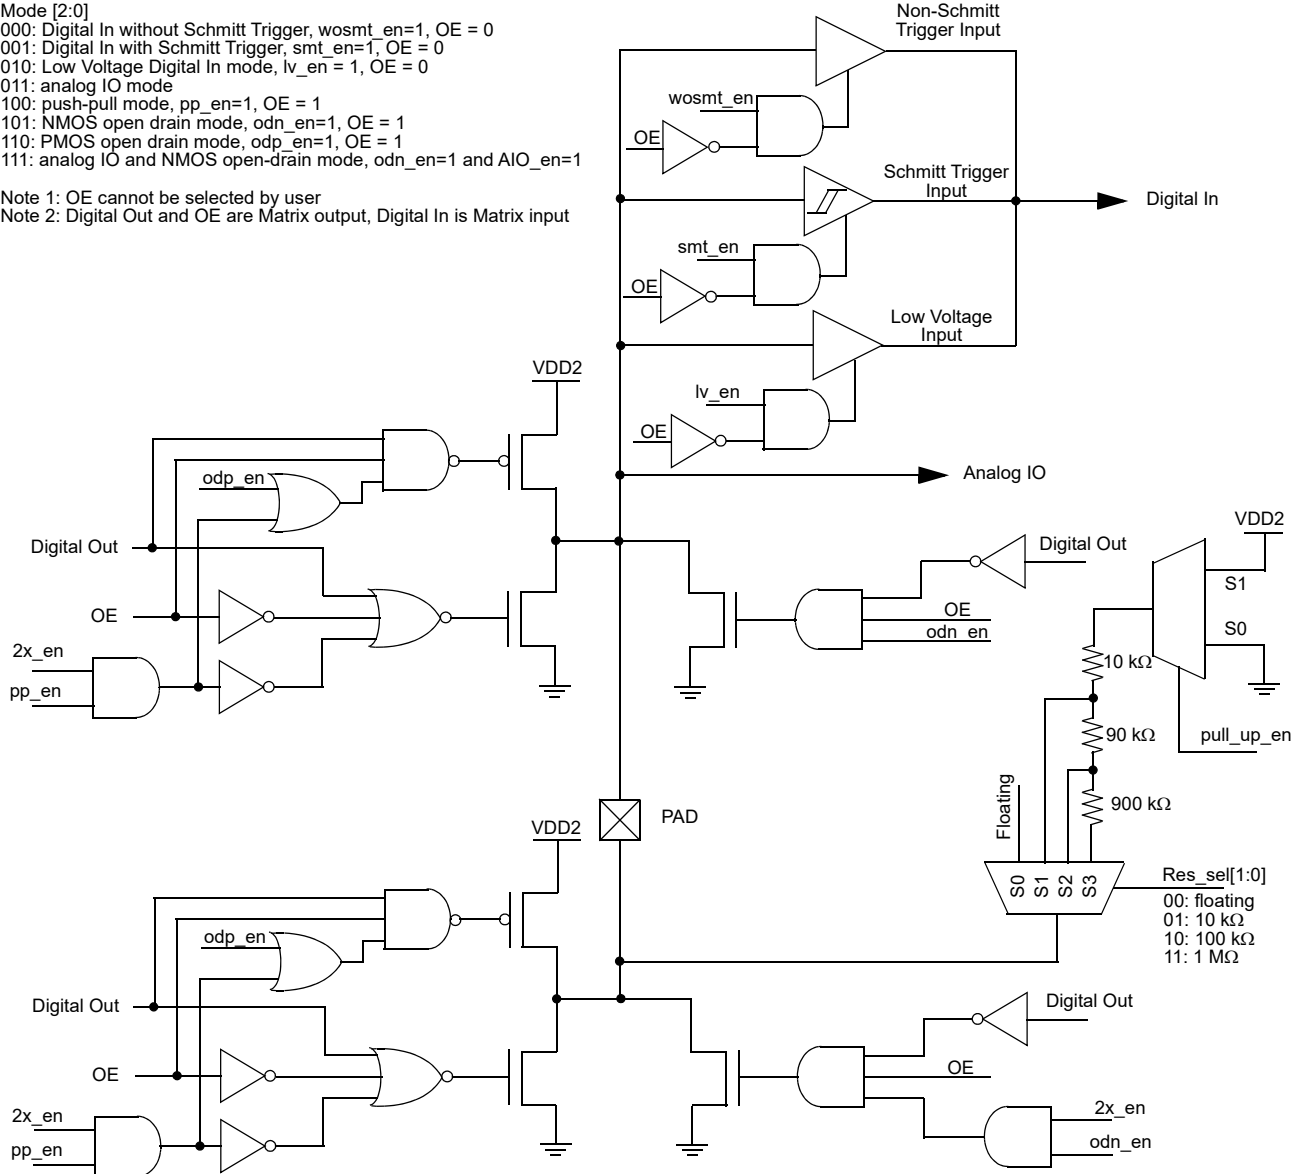 Mode [2:0]
000: Digital In without Schmitt Trigger, wosmt_en=1, OE = 0
001: Digital In with Schmitt Trigger, smt_en=1, OE = 0
010: Low Voltage Digital In mode, lv_en = 1, OE = 0
011: analog IO mode
100: push-pull mode, pp_en=1, OE = 1
101: NMOS open drain mode, odn_en=1, OE = 1
110: PMOS open drain mode, odp_en=1, OE = 1
111: analog IO and NMOS open-drain mode, odn_en=1 and AIO_en=1
Note 1: OE cannot be selected by user
Note 2: Digital Out and OE are Matrix output, Digital In is Matrix input
Non-Schmitt
Trigger Input
wosmt_en
OE
Schmitt Trigger
Input
Digital In
smt_en
OE
Low Voltage
Input
lv_en
OE
Analog IO
VDD2
odp_en
Digital Out
OE
2x_en
pp_en
Digital Out
OE
odn_en
VDD2
S1
S0
10 kΩ
90 kΩ
pull_up_en
900 kΩ
Floating
S0
S1
S2
S3
Res_sel[1:0]
00: floating
01: 10 kΩ
10: 100 kΩ
11: 1 MΩ
PAD
VDD2
odp_en
Digital Out
OE
2x_en
pp_en
Digital Out
OE
2x_en
odn_en